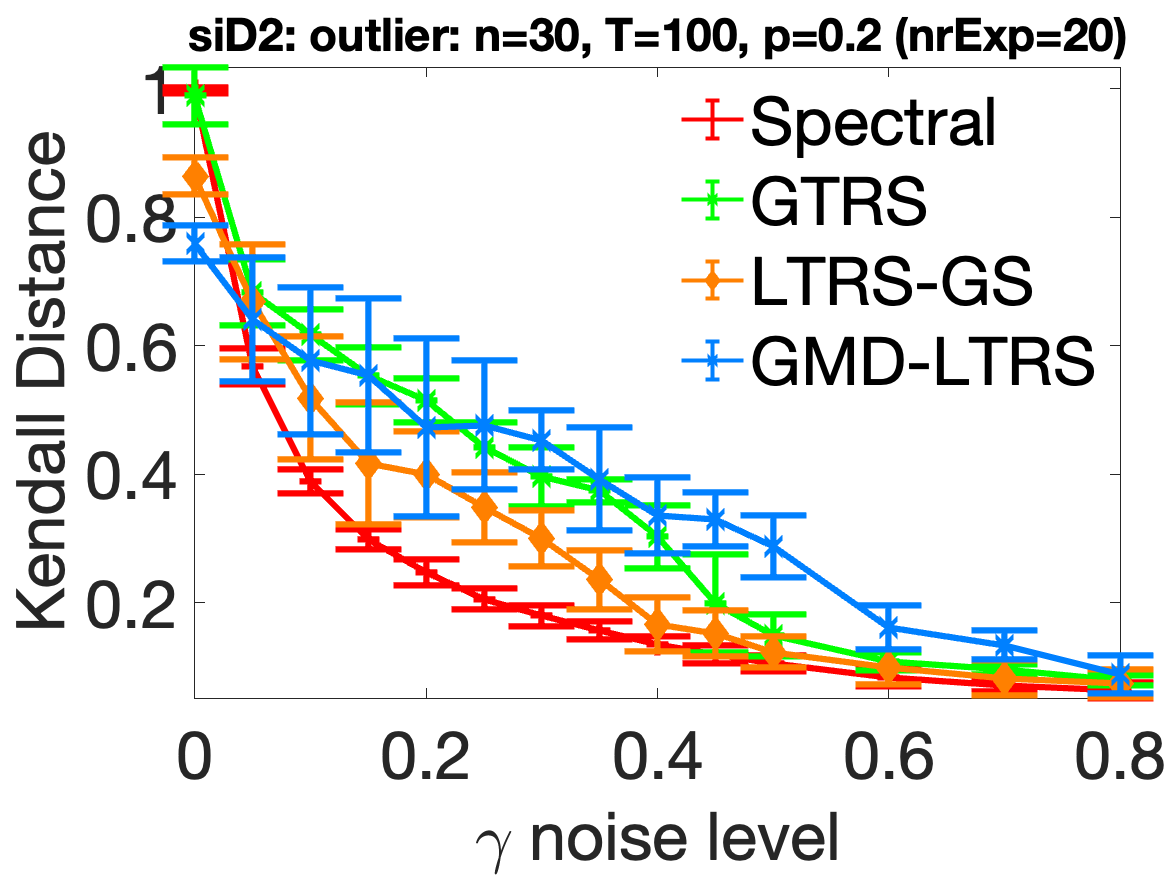 siD2: outlier: n=30, T=100, p=0.2 (nrExp=20)
Kendall Distance
1
0.8
0.6
0.4
0.2
Spectral
GTRS
LTRS-GS
GMD-LTRS
0 0.2 0.4 0.6 0.8
γ noise level